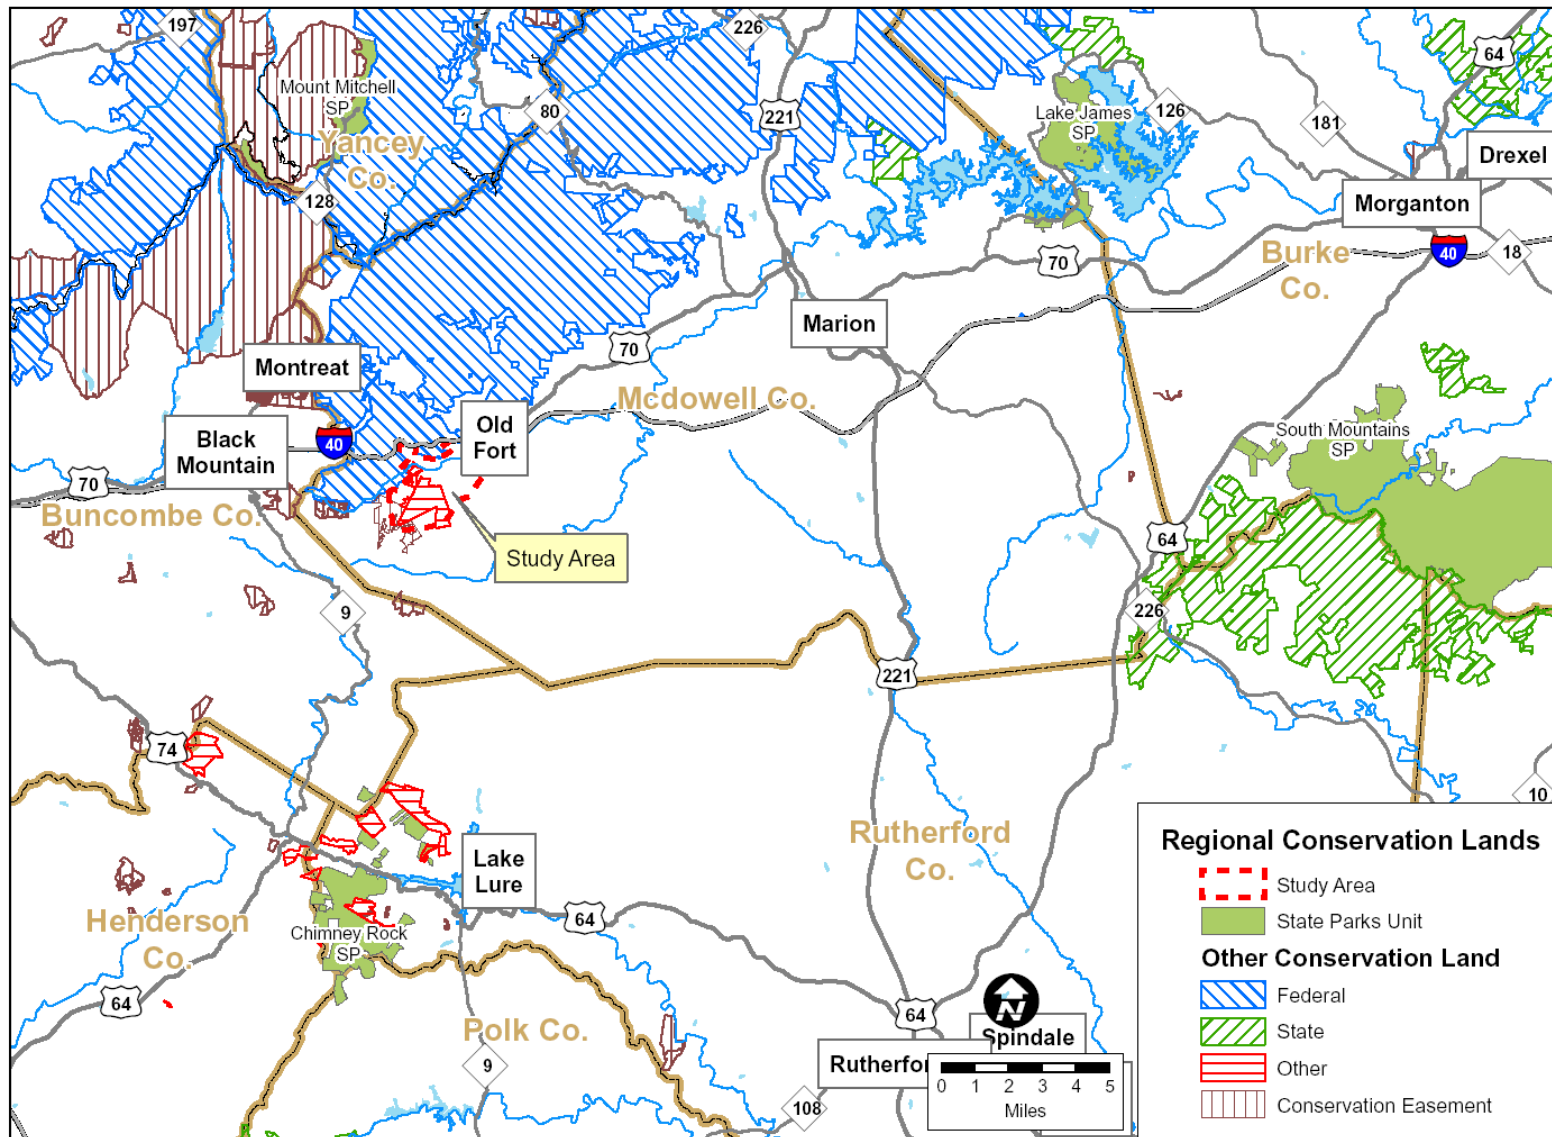 197
226
64
Mount Mitchell
SP
80
221
Lake James
SP
126
181
Yancey
Co.
Drexel
128
Morganton
70
Burke
Co.
40
18
Marion
70
Montreat
Mcdowell Co.
Old
Fort
Black
Mountain
40
South Mountains
SP
70
Buncombe Co.
64
Study Area
9
226
221
74
10
Rutherford
Co.
Lake
Lure
Henderson
Co.
Chimney Rock
SP
64
64
64
Polk Co.
Spindale
9
Rutherfor
108
N
0 1 2 3 4 5
Miles
Regional Conservation Lands
Study Area
State Parks Unit
Other Conservation Land
Federal
State
Other
Conservation Easement